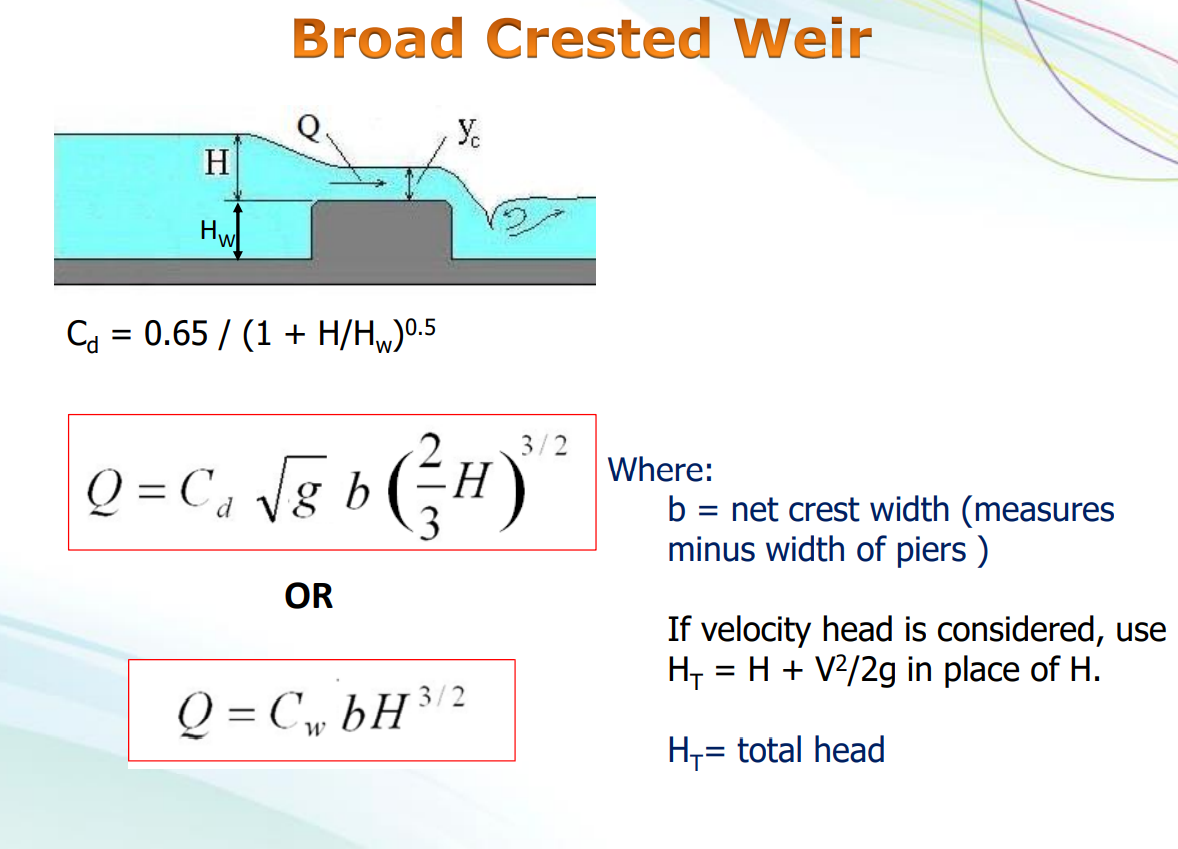 Broad Crested Weir
Q
y_c
H
H_W
C_d = 0.65 / (1 + H/H_w)^0.5
Q = C_d √g b (2/3 H)^3/2
Where:
b = net crest width (measures
minus width of piers )
OR
If velocity head is considered, use
H_T = H + V²/2g in place of H.
Q = C_w bH^3/2
H_T= total head